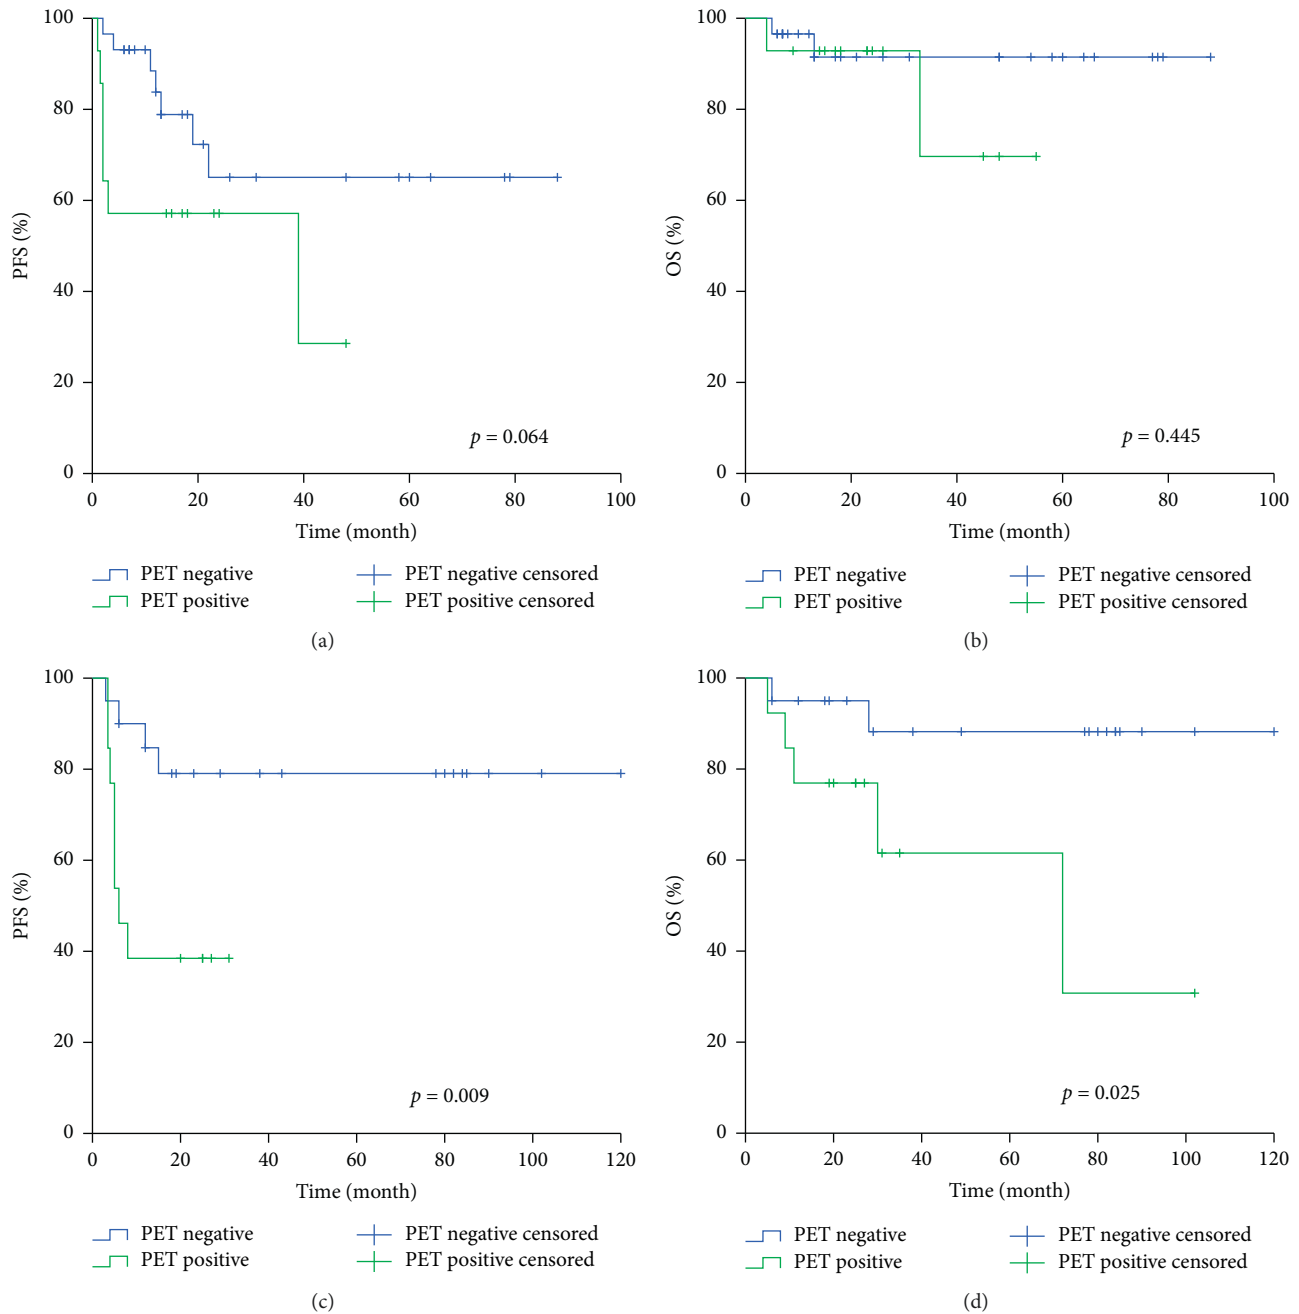 100
80
60
40
20
0
PFS (%)
p = 0.064
0 20 40 60 80 100
Time (month)
PET negative PET negative censored
PET positive PET positive censored
(a)
100
80
60
40
20
0
OS (%)
p = 0.445
0 20 40 60 80 100
Time (month)
PET negative PET negative censored
PET positive PET positive censored
(b)
100
80
60
40
20
0
PFS (%)
p = 0.009
0 20 40 60 80 100 120
Time (month)
PET negative PET negative censored
PET positive PET positive censored
(c)
100
80
60
40
20
0
OS (%)
p = 0.025
0 20 40 60 80 100 120
Time (month)
PET negative PET negative censored
PET positive PET positive censored
(d)